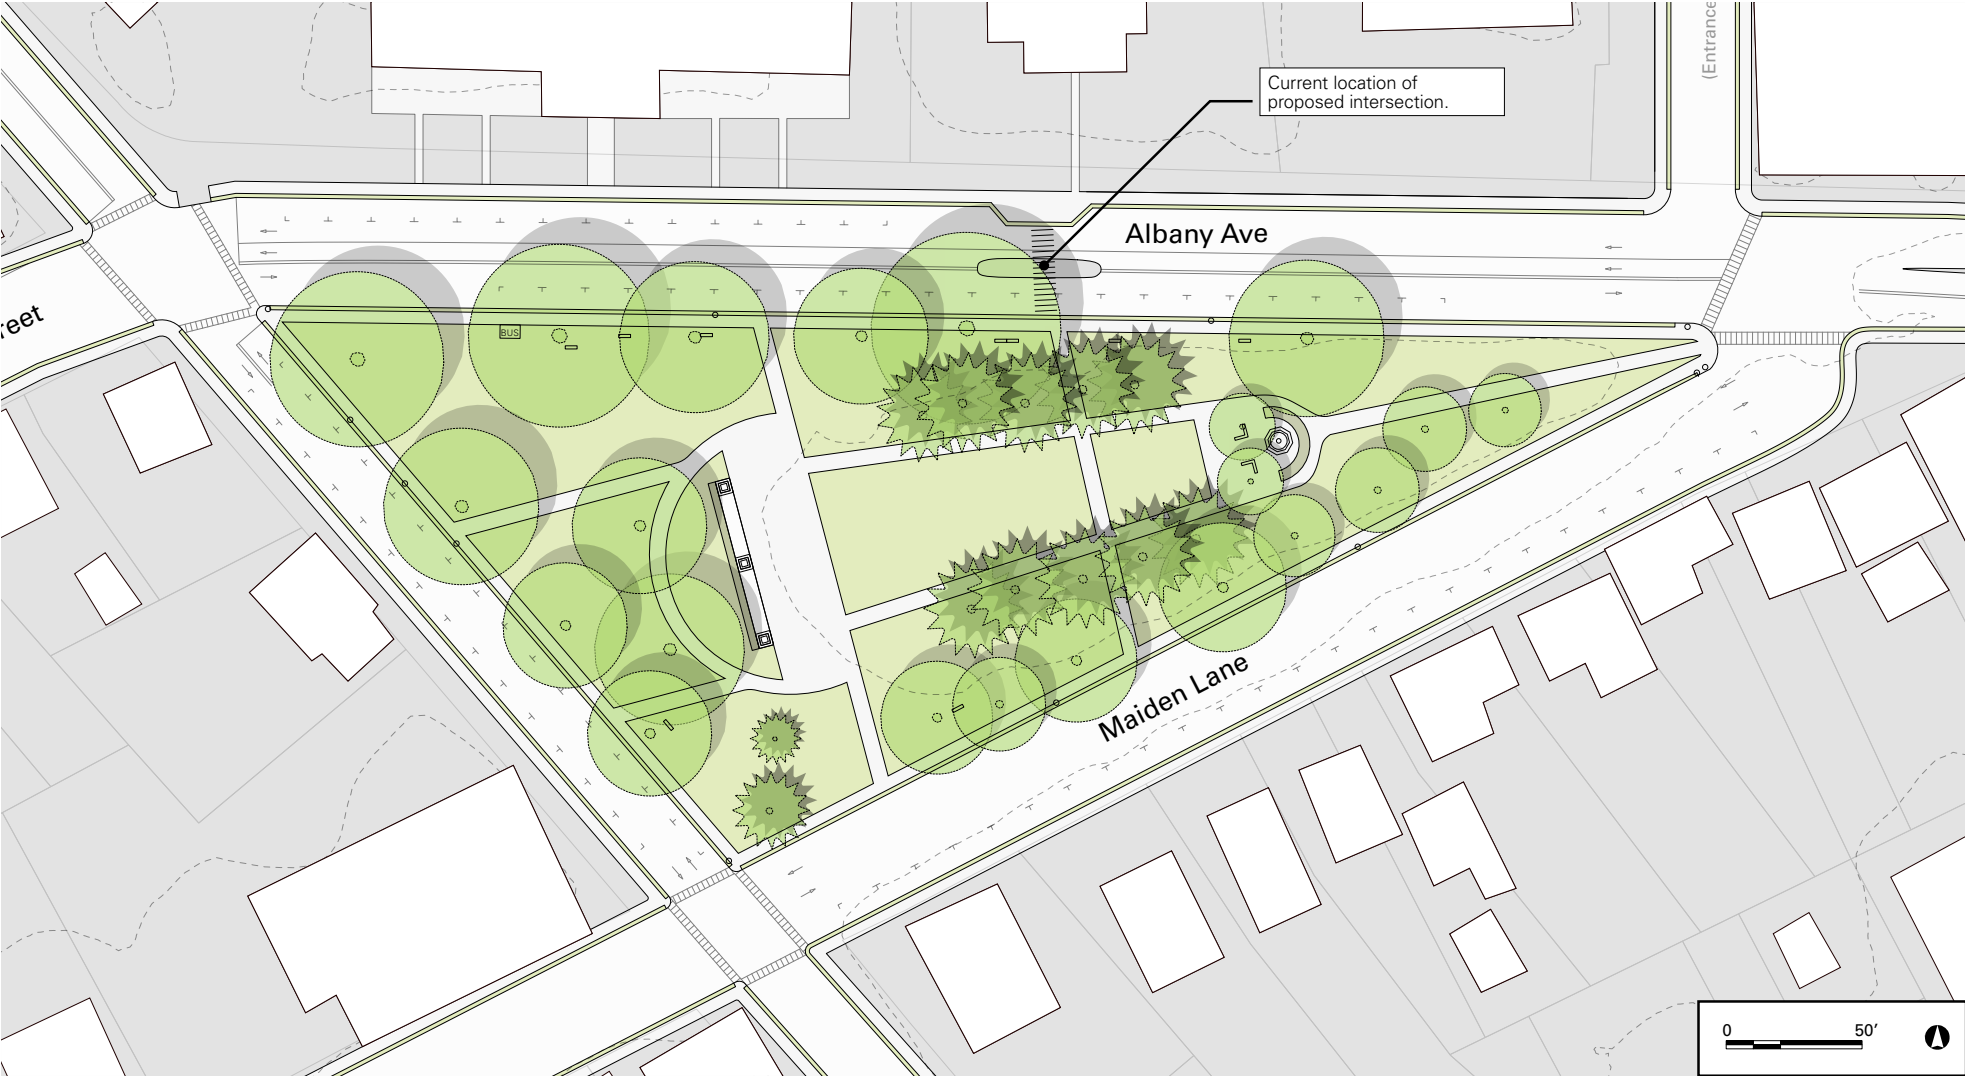 (Entrance
Current location of
proposed intersection.
Albany Ave
reet
BUS
Maiden Lane
0 50'